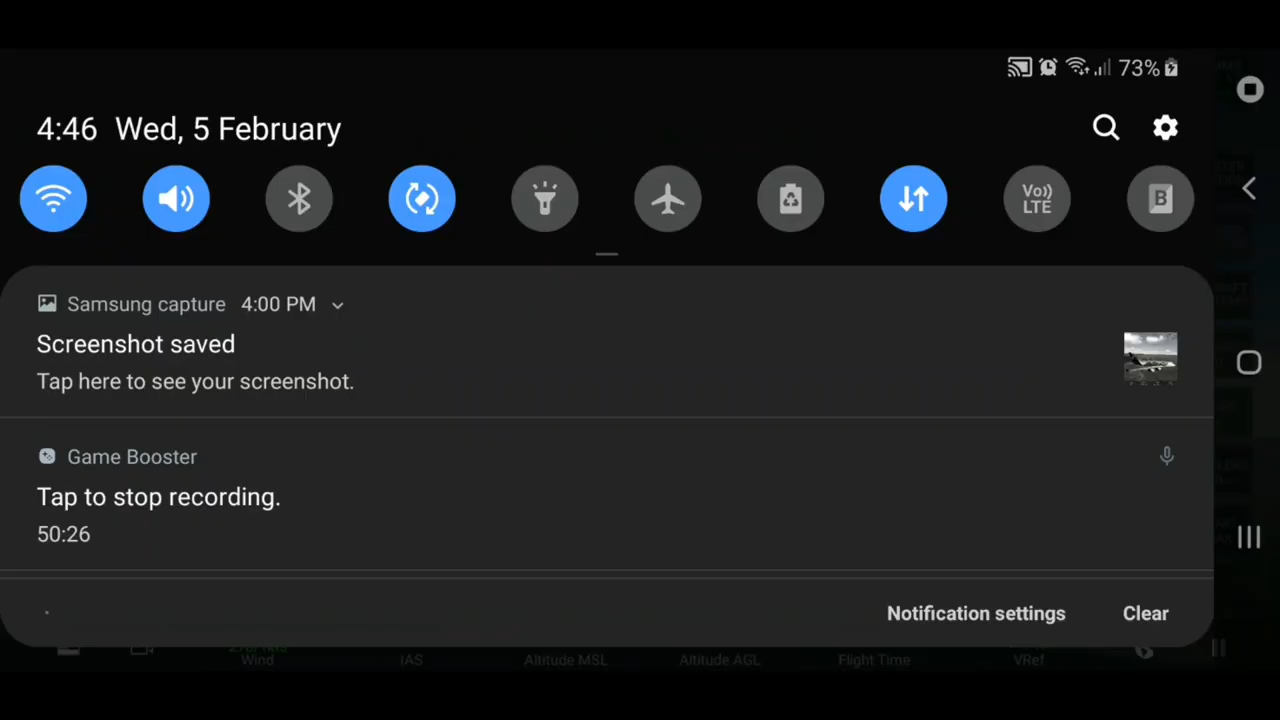 73%
4:46 Wed, 5 February
Vo)) LTE
B
Samsung capture 4:00 PM
Screenshot saved
Tap here to see your screenshot.
Game Booster
Tap to stop recording.
50:26
Notification settings Clear
Wind IAS Altitude MSL Altitude AGL Flight Time VRef